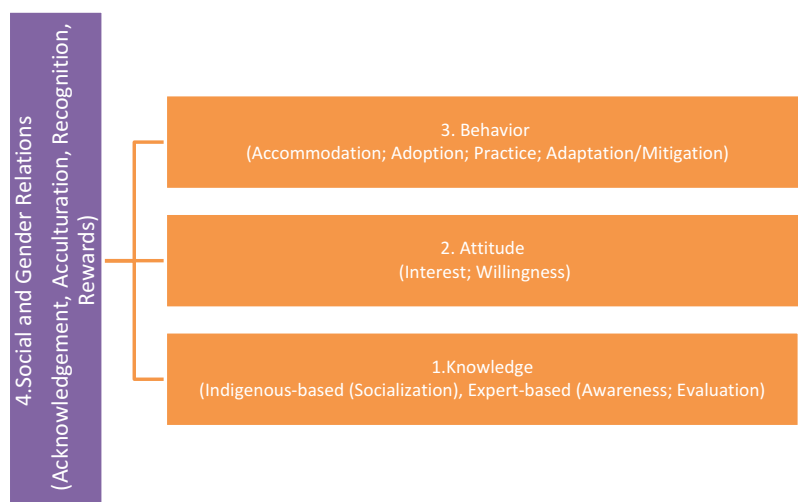 4.Social and Gender Relations
(Acknowledgement, Acculturation, Recognition,
Rewards)
3. Behavior
(Accommodation; Adoption; Practice; Adaptation/Mitigation)
2. Attitude
(Interest; Willingness)
1.Knowledge
(Indigenous-based (Socialization), Expert-based (Awareness; Evaluation)